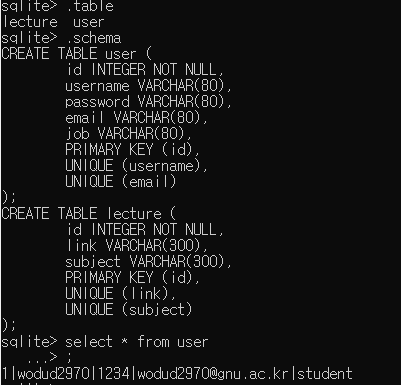 sqlite> .table
lecture  user
sqlite> .schema
CREATE TABLE user (
        id INTEGER NOT NULL,
        username VARCHAR(80),
        password VARCHAR(80),
        email VARCHAR(80),
        job VARCHAR(80),
        PRIMARY KEY (id),
        UNIQUE (username),
        UNIQUE (email)
);
CREATE TABLE lecture (
        id INTEGER NOT NULL,
        link VARCHAR(300),
        subject VARCHAR(300),
        PRIMARY KEY (id),
        UNIQUE (link),
        UNIQUE (subject)
);
sqlite> select * from user
   ...> ;
1|wodud2970|1234|wodud2970@gnu.ac.kr|student